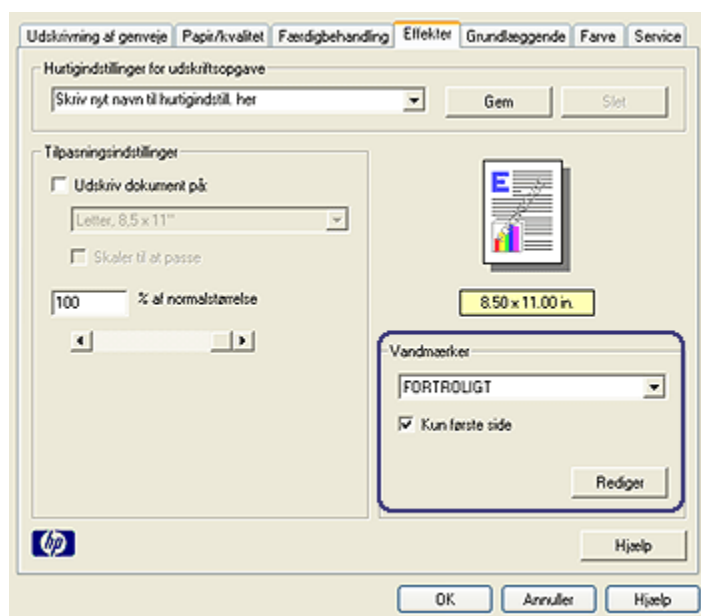 Udskrivning af genveje Papir/kvalitet Færdigbehandling Effekter Grundlæggende Farve Service
Hurtigindstillinger for udskriftsopgave
Skriv nyt navn til hurtigindstill. her Gem Slet
Tilpasningsindstillinger
Udskriv dokument på:
Letter, 8,5 x 11"
Skaler til at passe
100 % af normalstørrelse
E
8.50 x 11.00 in.
Vandmærker
FORTROLIGT
Kun første side
Rediger
hp
Hjælp
OK Annuller Hjælp